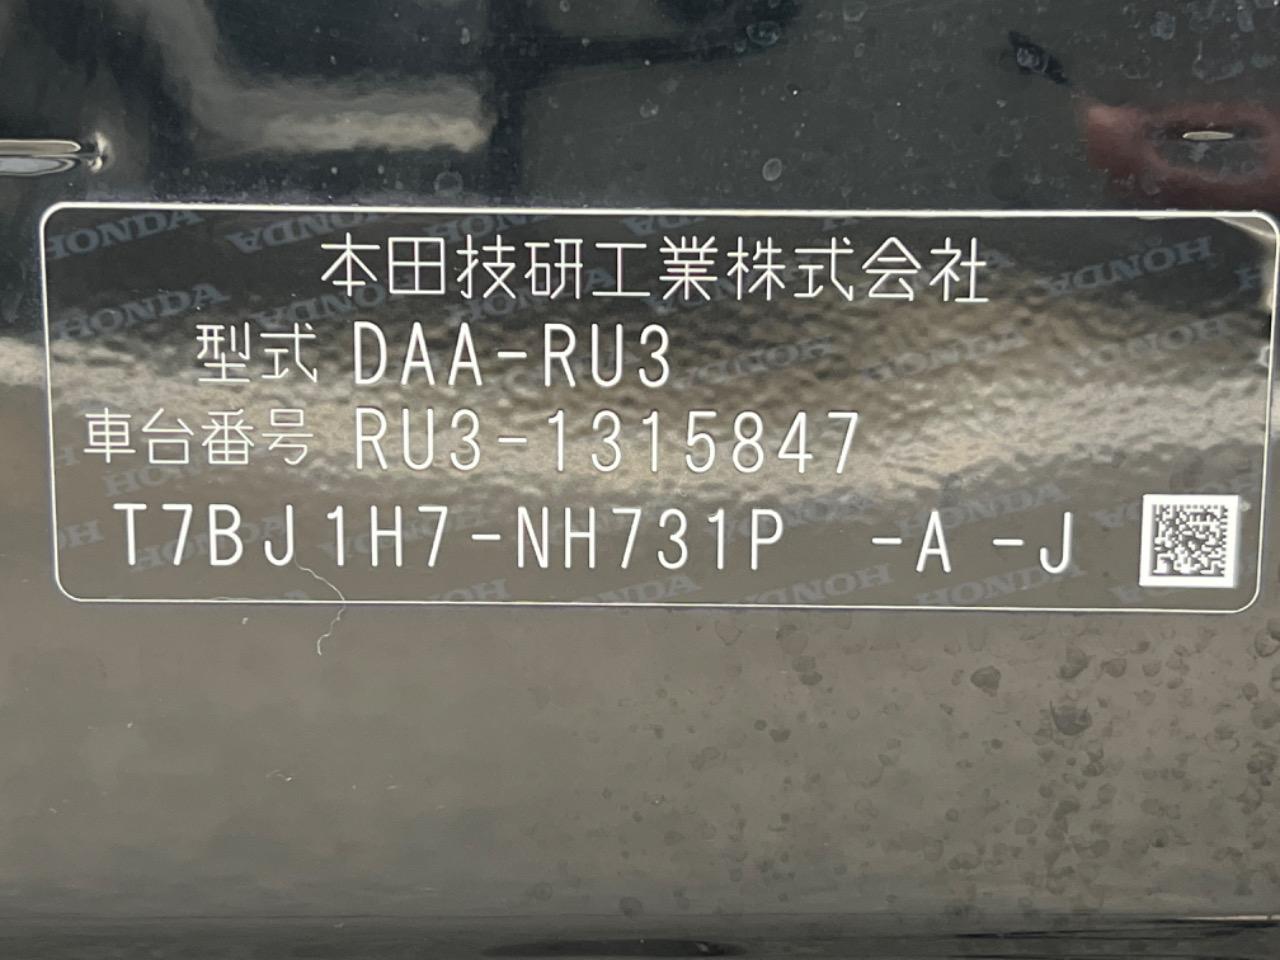 本田技研工業株式会社
型式 DAA-RU3
車台番号 RU3-1315847
T7BJ1H7-NH731P -A -J